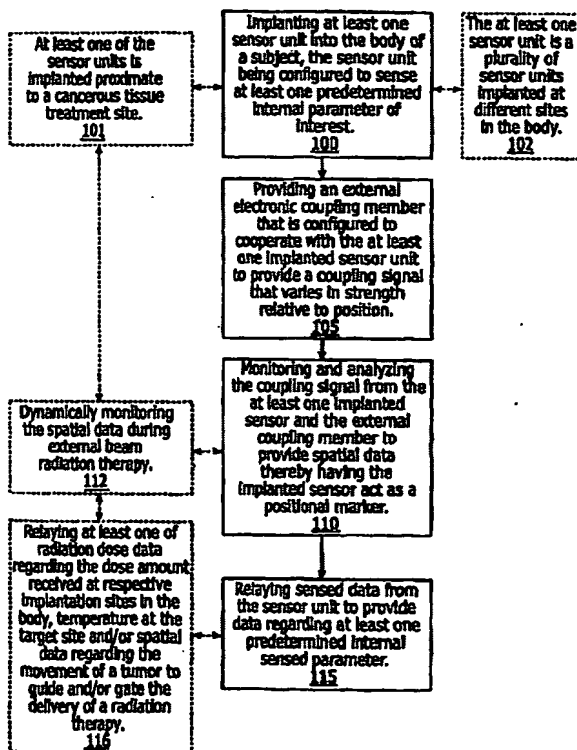 At least one of the
sensor units is
implanted proximate
to a cancerous tissue
treatment site.
101
Implanting at least one
sensor unit into the body of
a subject, the sensor unit
being configured to sense
at least one predetermined
internal parameter of
interest.
100
The at least one
sensor unit is a
plurality of
sensor units
implanted at
different sites
in the body.
102
Providing an external
electronic coupling member
that is configured to
cooperate with the at least
one implanted sensor unit
to provide a coupling signal
that varies in strength
relative to position.
105
Monitoring and analyzing
the coupling signal from the
at least one implanted
sensor and the external
coupling member to
provide spatial data
thereby having the
implanted sensor act as a
positional marker.
110
Dynamically monitoring
the spatial data during
external beam
radiation therapy.
112
Relaying at least one of
radiation dose data
regarding the dose amount
received at respective
implantation sites in the
body, temperature at the
target site and/or spatial
data regarding the
movement of a tumor to
guide and/or gate the
delivery of a radiation
therapy.
116
Relaying sensed data from
the sensor unit to provide
data regarding at least one
predetermined internal
sensed parameter.
115